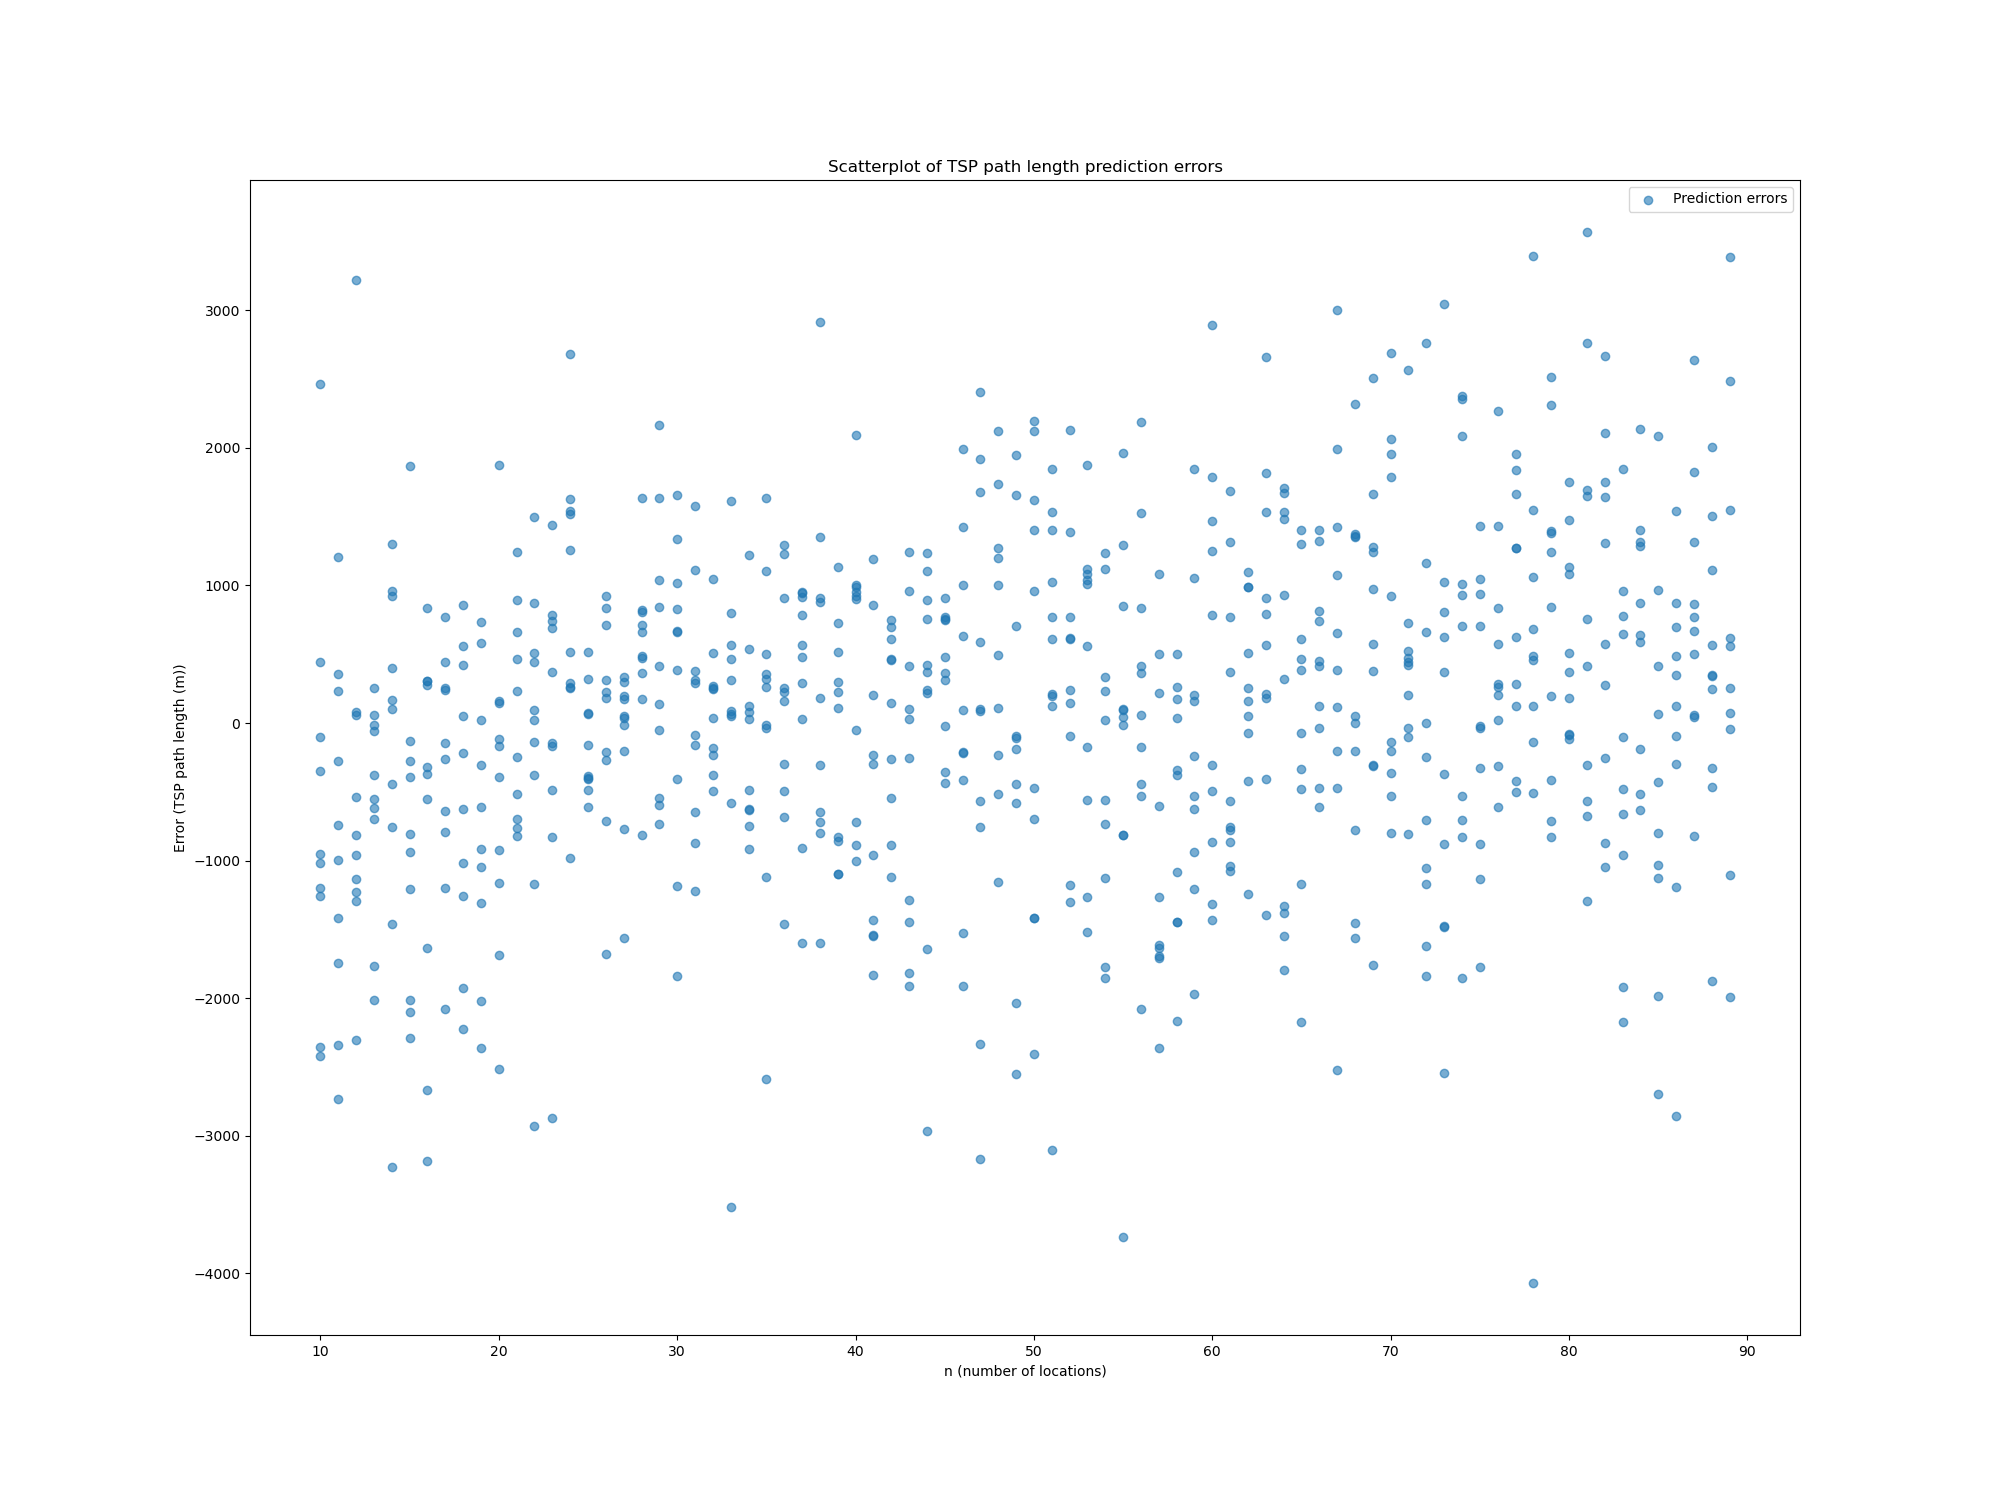 Scatterplot of TSP path length prediction errors
Prediction errors
3000
2000
1000
0
−1000
−2000
−3000
−4000
Error (TSP path length (m))
10 20 30 40 50 60 70 80 90
n (number of locations)